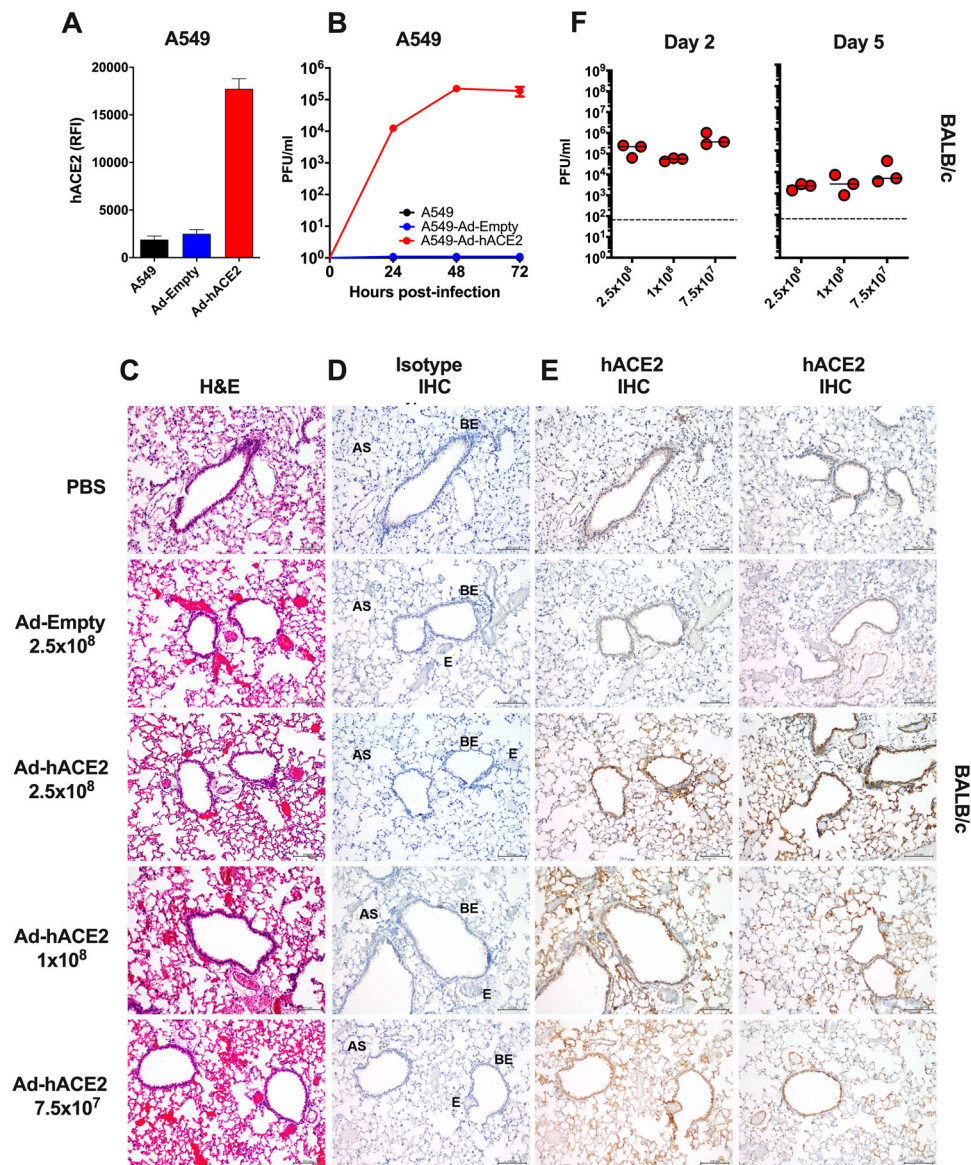 A
A549
hACE2 (RFI)
20000
15000
10000
5000
0
A549
Ad-Empty
Ad-hACE2
B
A549
PFU/ml
10⁶
10⁵
10⁴
10³
10²
10¹
10⁰
A549
A549-Ad-Empty
A549-Ad-hACE2
0 24 48 72
Hours post-infection
F
Day 2
Day 5
PFU/ml
10⁹
10⁸
10⁷
10⁶
10⁵
10⁴
10³
10²
10¹
10⁰
2.5x10⁸
1x10⁸
7.5x10⁷
2.5x10⁸
1x10⁸
7.5x10⁷
BALB/c
C
H&E
D
Isotype
IHC
E
hACE2
IHC
hACE2
IHC
PBS
AS
BE
Ad-Empty
2.5x10⁸
AS
BE
E
Ad-hACE2
2.5x10⁸
AS
BE
E
Ad-hACE2
1x10⁸
AS
BE
E
Ad-hACE2
7.5x10⁷
AS
BE
E
BALB/c